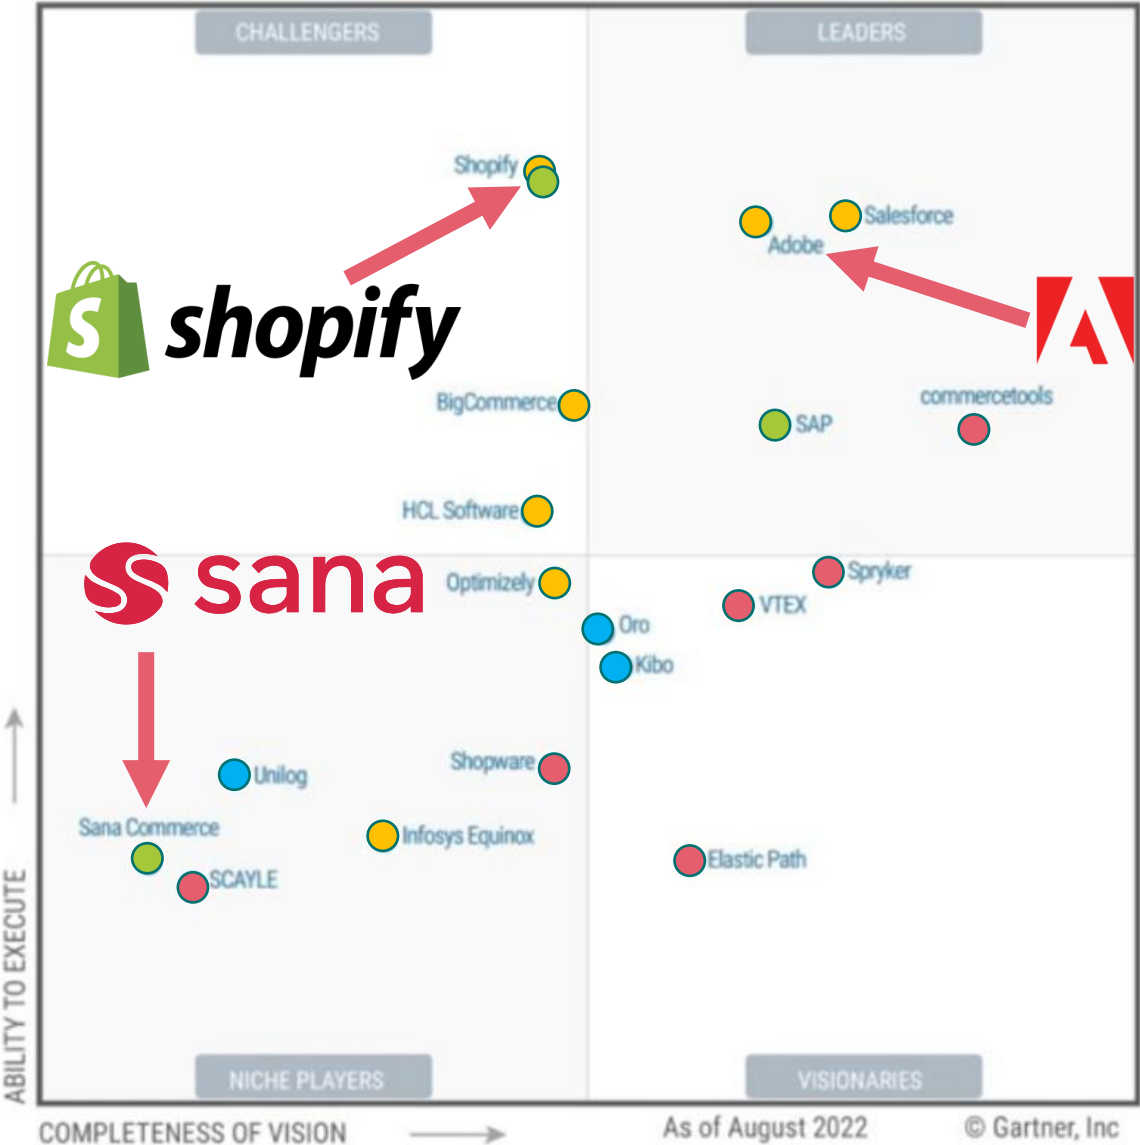 CHALLENGERS
LEADERS
Shopify
Salesforce
Adobe
S shopify
BigCommerce
commercetools
SAP
HCL Software
sana
Optimizely
Spryker
VTEX
Oro
Kibo
Shopware
Unilog
Sana Commerce
Infosys Equinox
SCAYLE
Elastic Path
ABILITY TO EXECUTE
NICHE PLAYERS
VISIONARIES
COMPLETENESS OF VISION
As of August 2022
© Gartner, Inc